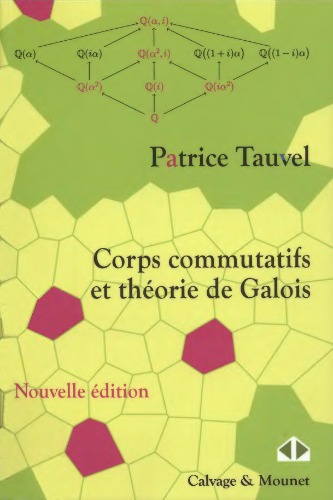 ℚ(α, i)
ℚ(α) ℚ(iα) ℚ(α², i) ℚ((1 + i)α) ℚ((1 − i)α)
ℚ(α²) ℚ(i) ℚ(iα²)
ℚ
Patrice Tauvel
Corps commutatifs
et théorie de Galois
Nouvelle édition
Calvage & Mounet